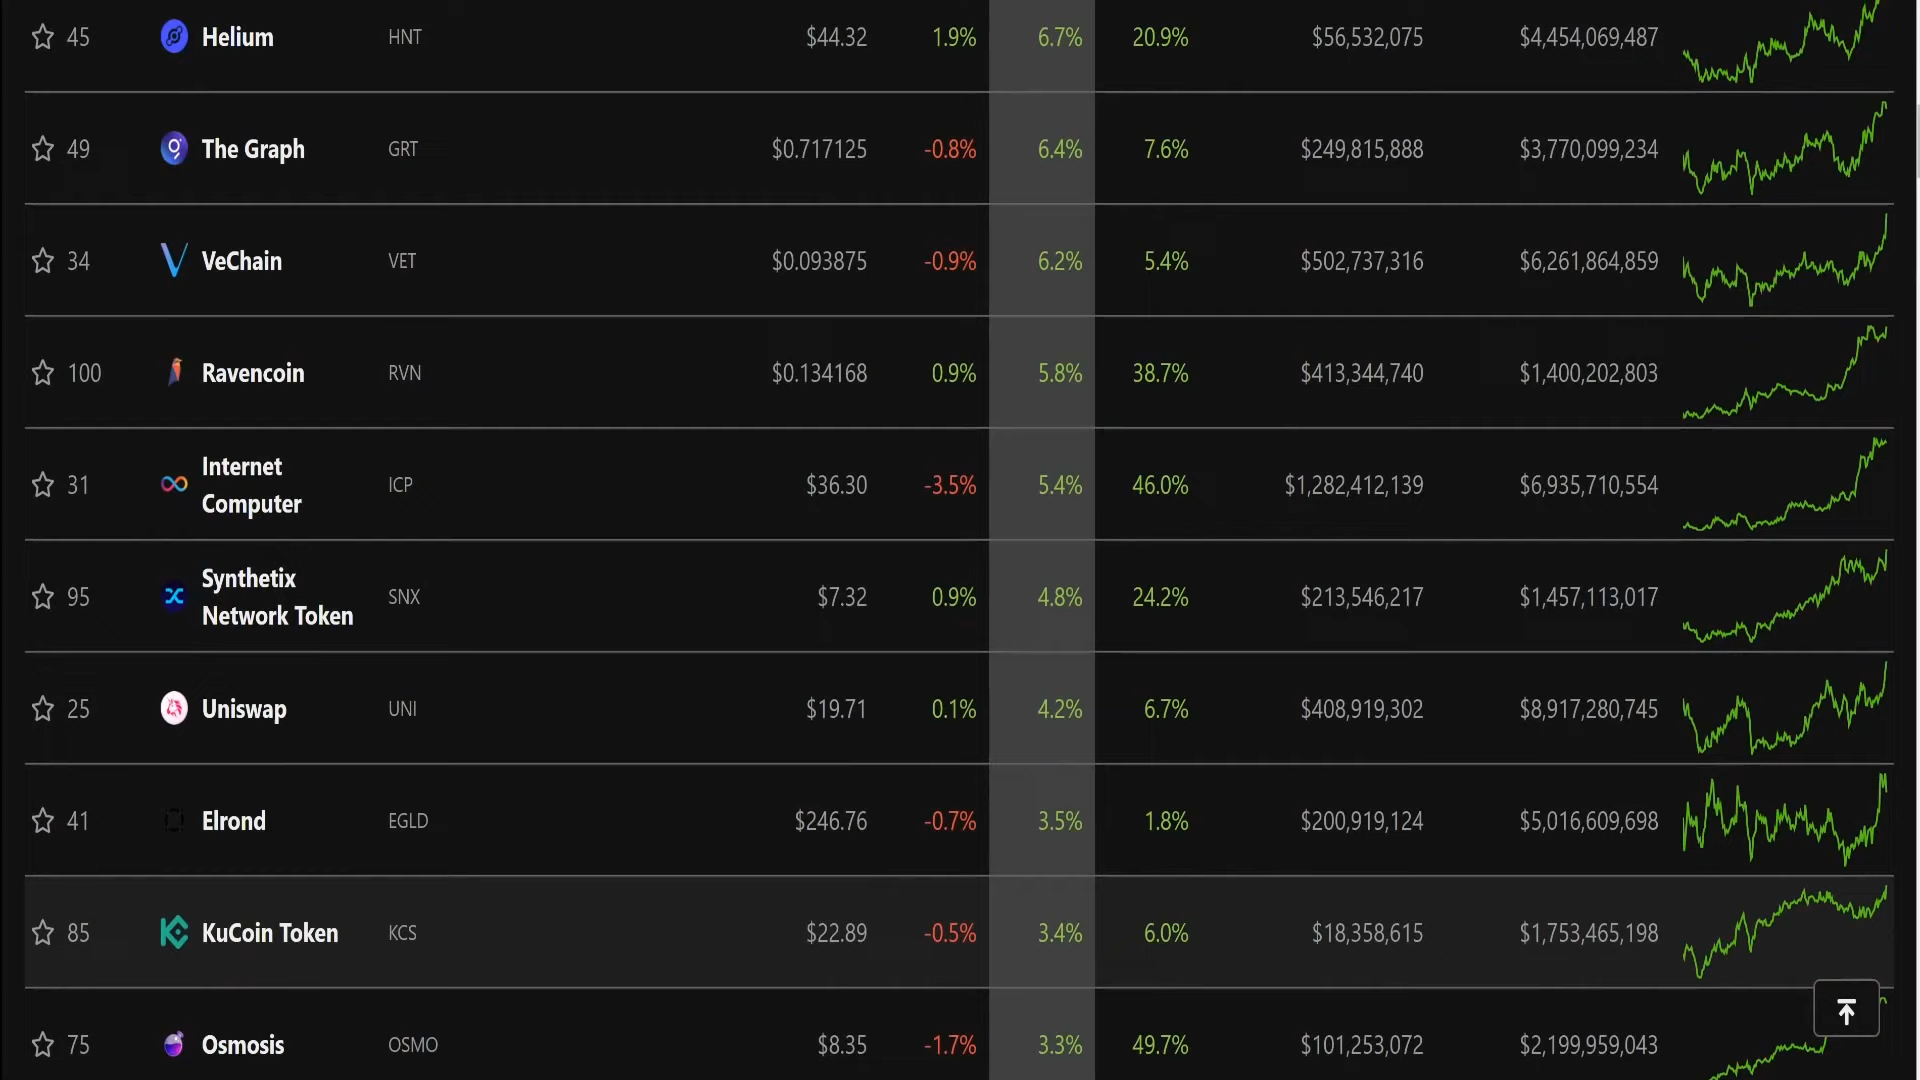 45 Helium HNT $44.32 1.9% 6.7% 20.9% $56,532,075 $4,454,069,487
49 The Graph GRT $0.717125 -0.8% 6.4% 7.6% $249,815,888 $3,770,099,234
34 VeChain VET $0.093875 -0.9% 6.2% 5.4% $502,737,316 $6,261,864,859
100 Ravencoin RVN $0.134168 0.9% 5.8% 38.7% $413,344,740 $1,400,202,803
Internet
31 ICP $36.30 -3.5% 5.4% 46.0% $1,282,412,139 $6,935,710,554
Computer
Synthetix
95 SNX $7.32 0.9% 4.8% 24.2% $213,546,217 $1,457,113,017
Network Token
25 Uniswap UNI $19.71 0.1% 4.2% 6.7% $408,919,302 $8,917,280,745
41 Elrond EGLD $246.76 -0.7% 3.5% 1.8% $200,919,124 $5,016,609,698
85 KuCoin Token KCS $22.89 -0.5% 3.4% 6.0% $18,358,615 $1,753,465,198
75 Osmosis OSMO $8.35 -1.7% 3.3% 49.7% $101,253,072 $2,199,959,043